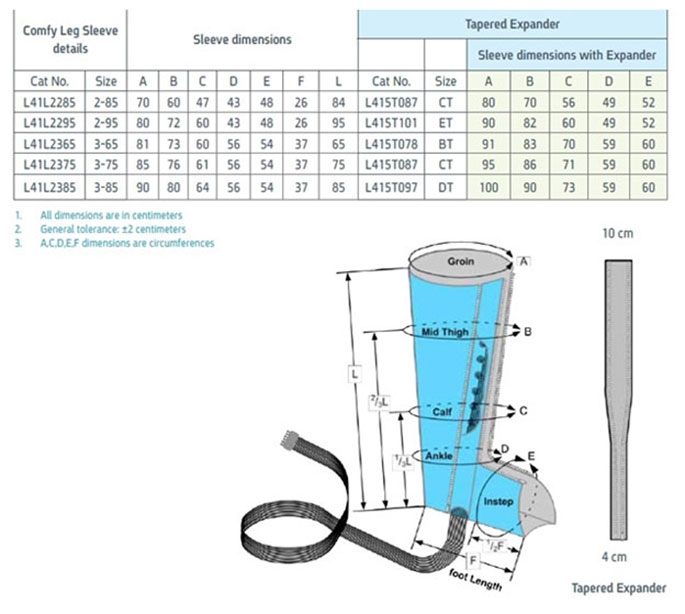 Comfy Leg Sleeve details
Sleeve dimensions
Tapered Expander
Sleeve dimensions with Expander
Cat No. Size A B C D E F L Cat No. Size A B C D E
L41L2285 2-85 70 60 47 43 48 26 84 L415T087 CT 80 70 56 49 52
L41L2295 2-95 80 72 60 43 48 26 95 L415T101 ET 90 82 60 49 52
L41L2365 3-65 81 73 60 56 54 37 65 L415T078 BT 91 83 70 59 60
L41L2375 3-75 85 76 61 56 54 37 75 L415T087 CT 95 86 71 59 60
L41L2385 3-85 90 80 64 56 54 37 85 L415T097 DT 100 90 73 59 60
1. All dimensions are in centimeters
2. General tolerance: ±2 centimeters
3. A,C,D,E,F dimensions are circumferences
10 cm
Groin
A
Mid Thigh
B
L
2/3L
Calf
C
1/3L
Ankle
D
E
Instep
1/2F
F
foot Length
4 cm
Tapered Expander